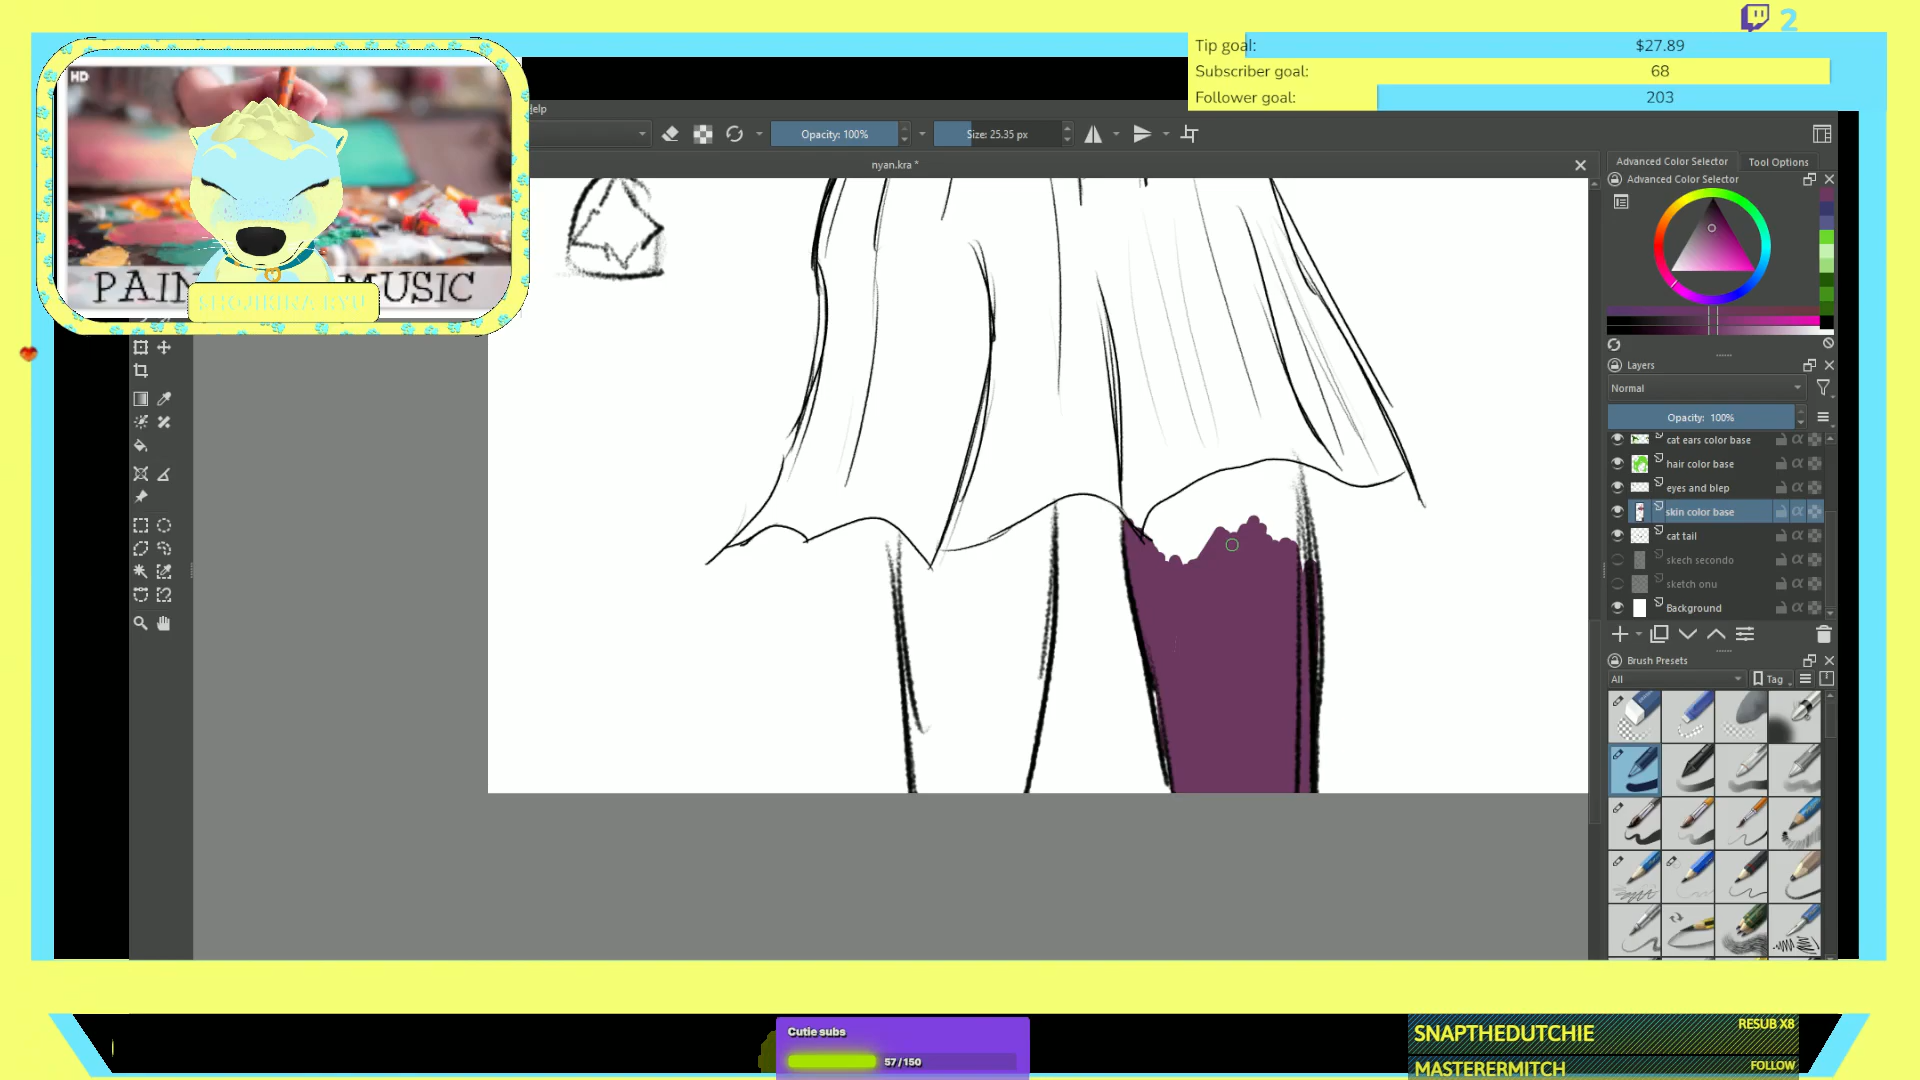 2
Tip goal:
$27.89
Subscriber goal:
68
Follower goal:
203
HD
PAIN MUSIC
SHOJIKINA RYU
Help
Opacity: 100%
Size: 25.35 px
nyan.kra *
Advanced Color Selector
Tool Options
Advanced Color Selector
Layers
Normal
Opacity: 100%
cat ears color base
hair color base
eyes and blep
skin color base
cat tail
skech secondo
sketch onu
Background
Brush Presets
All
Tag
Cutie subs
57/150
SNAPTHEDUTCHIE
RESUB X8
MASTERERMITCH
FOLLOW